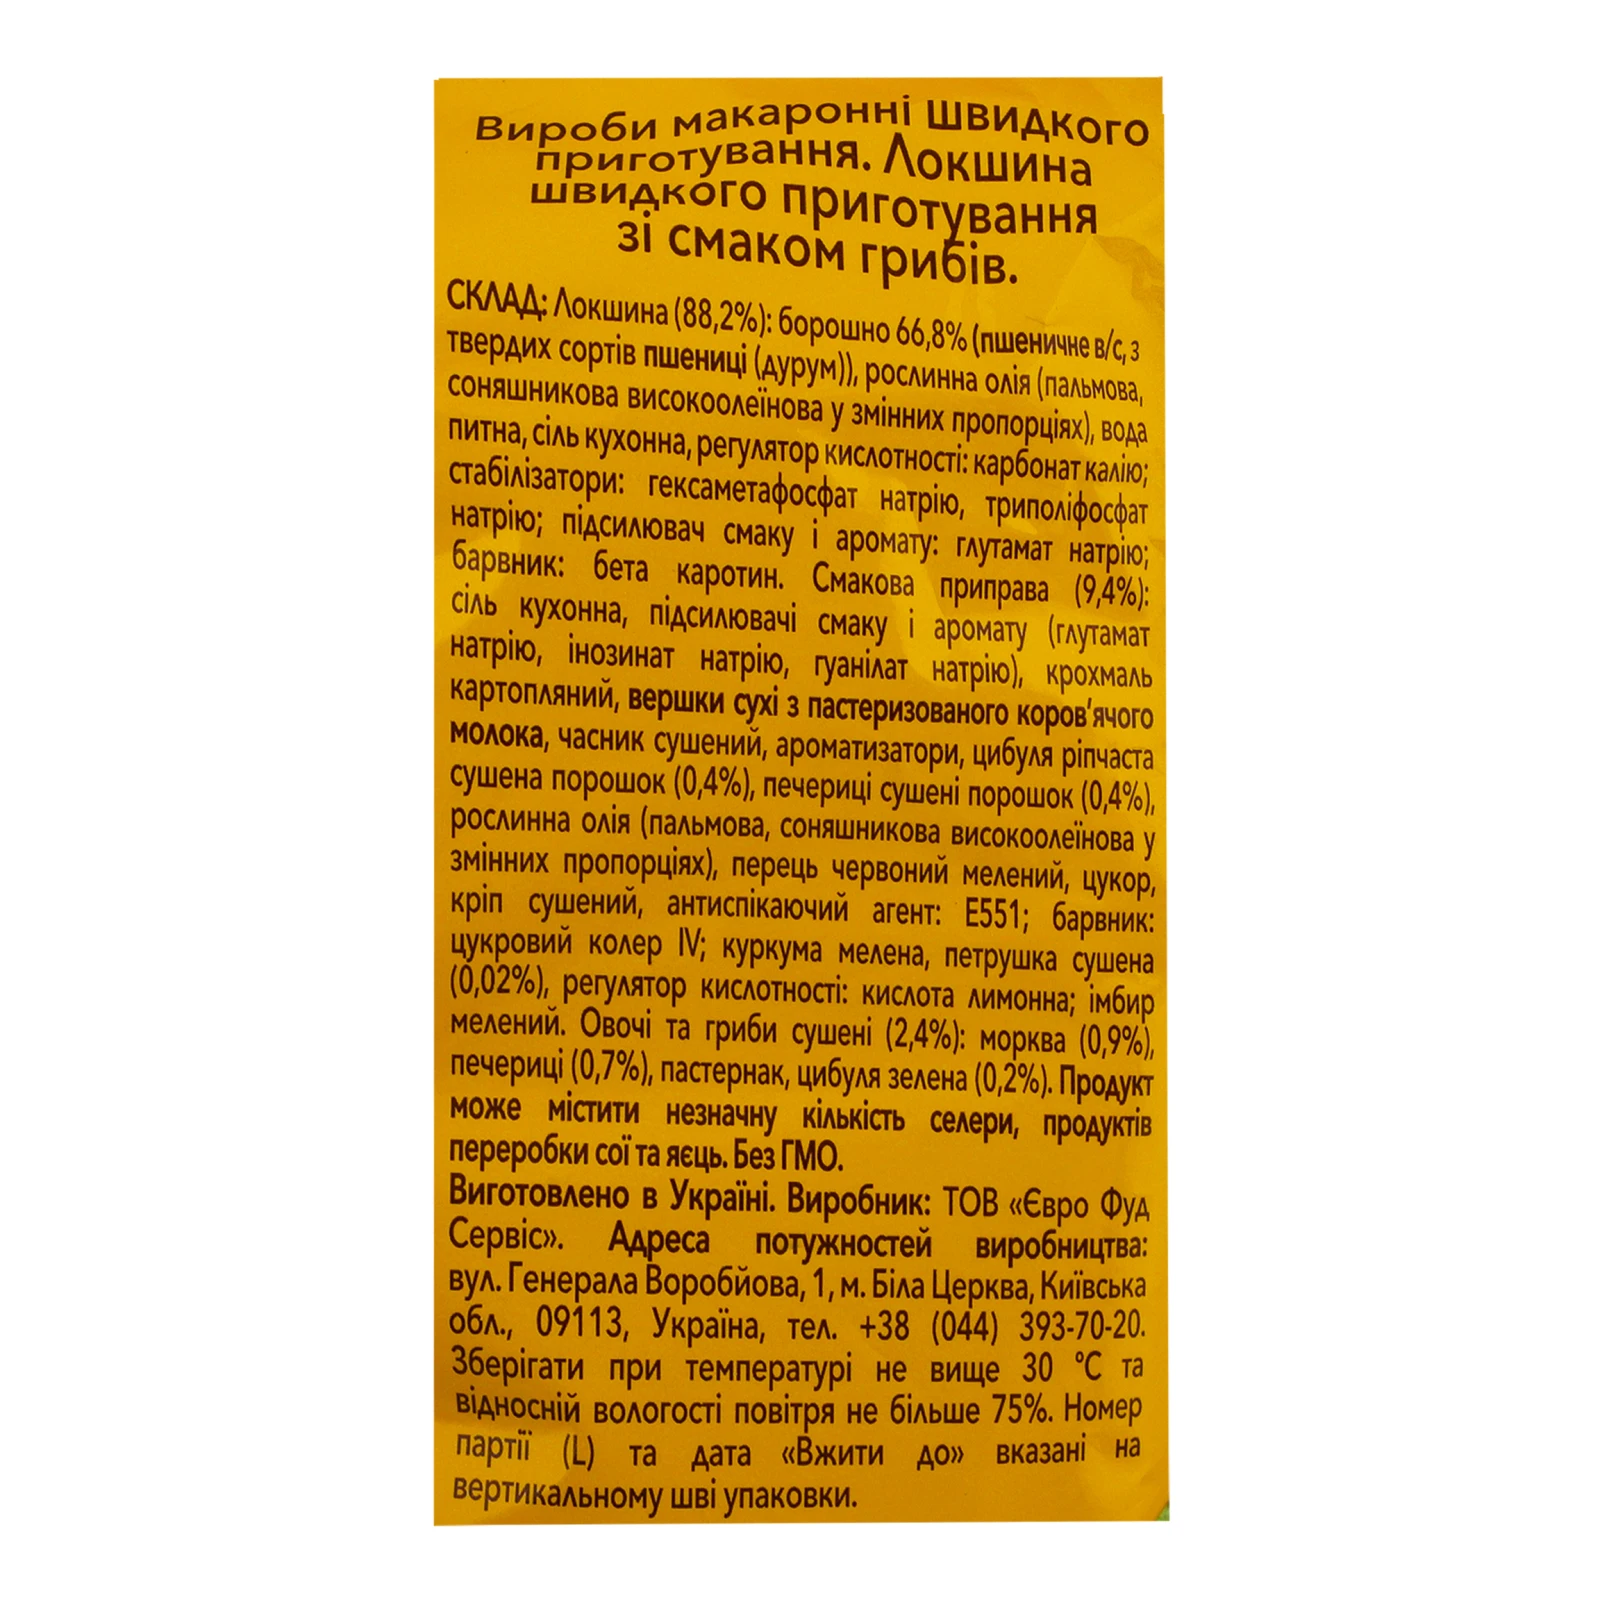 Вироби макаронні швидкого
приготування. Локшина
швидкого приготування
зі смаком грибів.
СКЛАД: Локшина (88,2%): борошно 66,8% (пшеничне в/с, з
твердих сортів пшениці (дурум)), рослинна олія (пальмова,
соняшникова високоолеїнова у змінних пропорціях), вода
питна, сіль кухонна, регулятор кислотності: карбонат калію;
стабілізатори: гексаметафосфат натрію, триполіфосфат
натрію; підсилювач смаку і аромату: глутамат натрію;
барвник: бета каротин. Смакова приправа (9,4%):
сіль кухонна, підсилювачі смаку і аромату (глутамат
натрію, інозинат натрію, гуанілат натрію), крохмаль
картопляний, вершки сухі з пастеризованого коров'ячого
молока, часник сушений, ароматизатори, цибуля ріпчаста
сушена порошок (0,4%), печериці сушені порошок (0,4%),
рослинна олія (пальмова, соняшникова високоолеїнова у
змінних пропорціях), перець червоний мелений, цукор,
кріп сушений, антиспікаючий агент: Е551; барвник:
цукровий колер IV; куркума мелена, петрушка сушена
(0,02%), регулятор кислотності: кислота лимонна; імбир
мелений. Овочі та гриби сушені (2,4%): морква (0,9%),
печериці (0,7%), пастернак, цибуля зелена (0,2%). Продукт
може містити незначну кількість селери, продуктів
переробки сої та яєць. Без ГМО.
Виготовлено в Україні. Виробник: ТОВ «Євро Фуд
Сервіс». Адреса потужностей виробництва:
вул. Генерала Воробйова, 1, м. Біла Церква, Київська
обл., 09113, Україна, тел. +38 (044) 393-70-20.
Зберігати при температурі не вище 30 °С та
відносній вологості повітря не більше 75%. Номер
партії (L) та дата «Вжити до» вказані на
вертикальному шві упаковки.